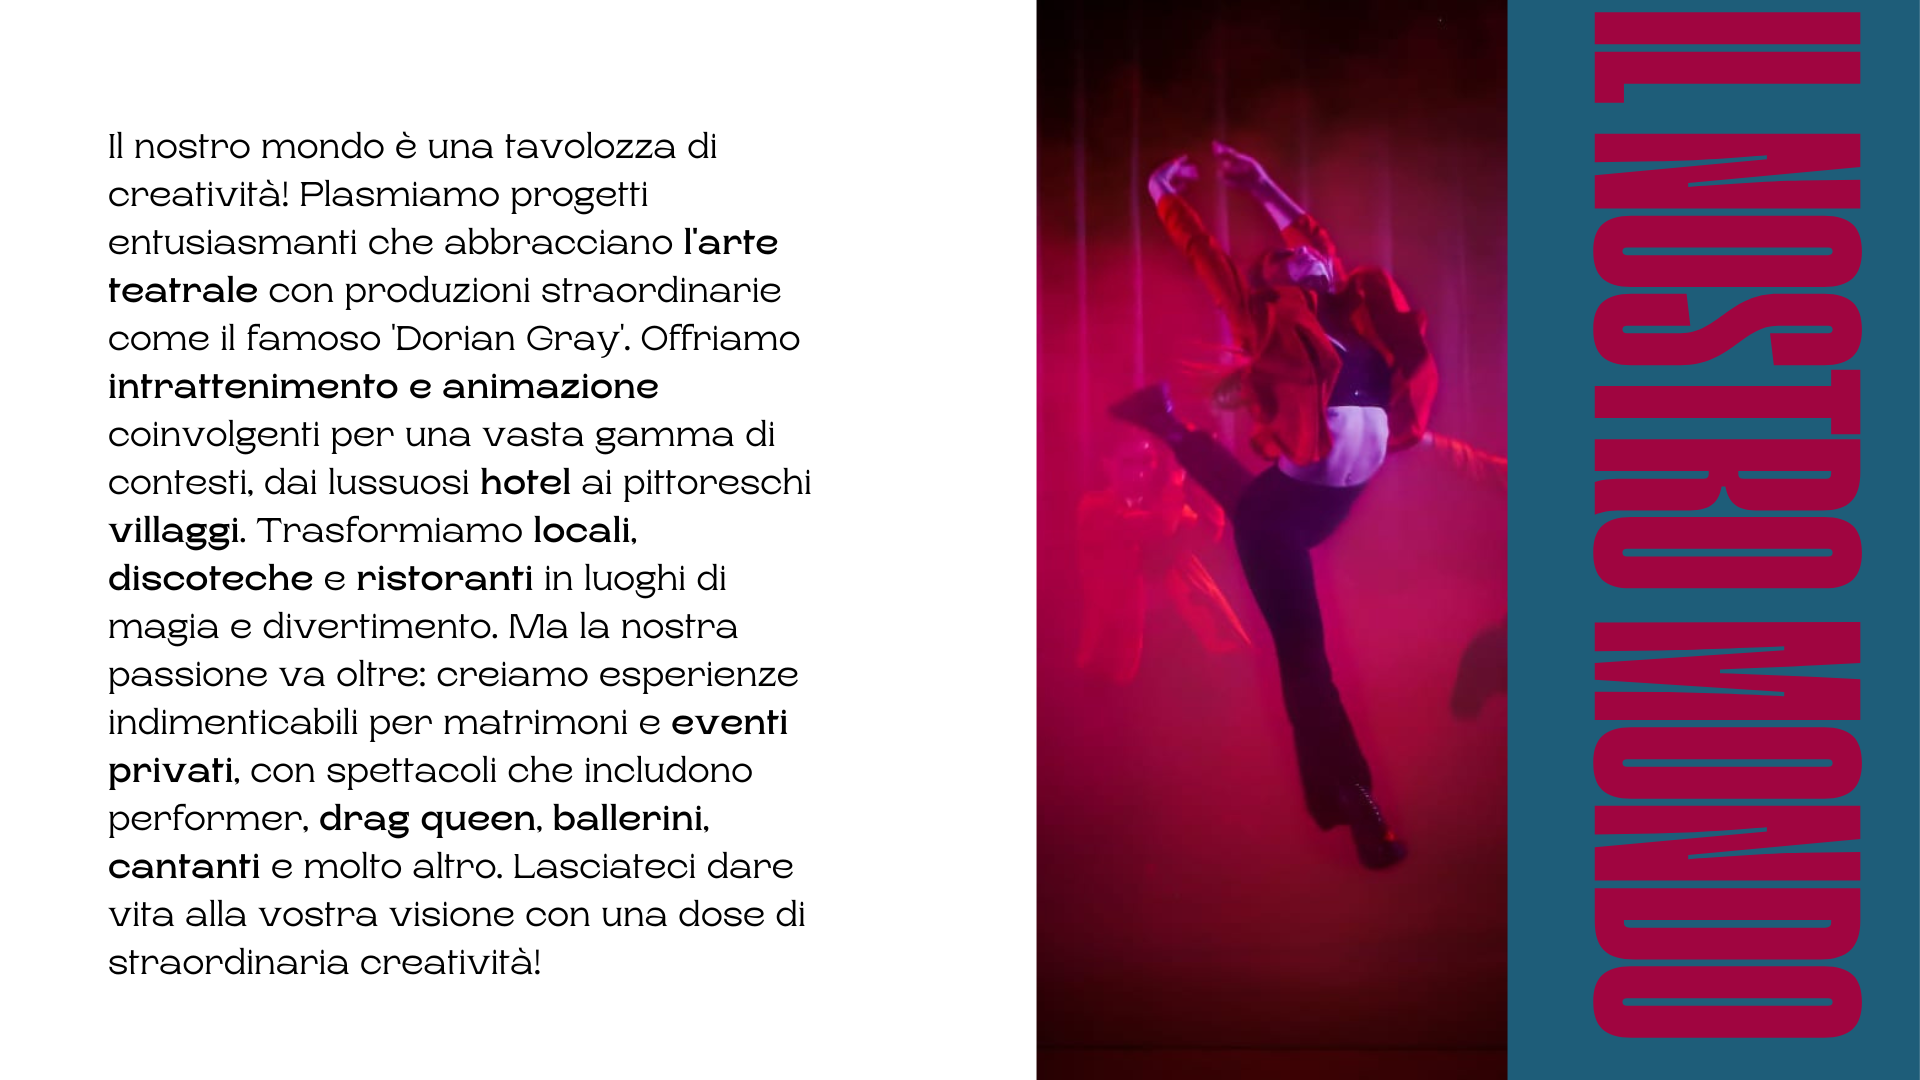 Il nostro mondo è una tavolozza di
creatività! Plasmiamo progetti
entusiasmanti che abbracciano l'arte
teatrale con produzioni straordinarie
come il famoso 'Dorian Gray'. Offriamo
intrattenimento e animazione
coinvolgenti per una vasta gamma di
contesti, dai lussuosi hotel ai pittoreschi
villaggi. Trasformiamo locali,
discoteche e ristoranti in luoghi di
magia e divertimento. Ma la nostra
passione va oltre: creiamo esperienze
indimenticabili per matrimoni e eventi
privati, con spettacoli che includono
performer, drag queen, ballerini,
cantanti e molto altro. Lasciateci dare
vita alla vostra visione con una dose di
straordinaria creatività!
IL NOSTRO MONDO